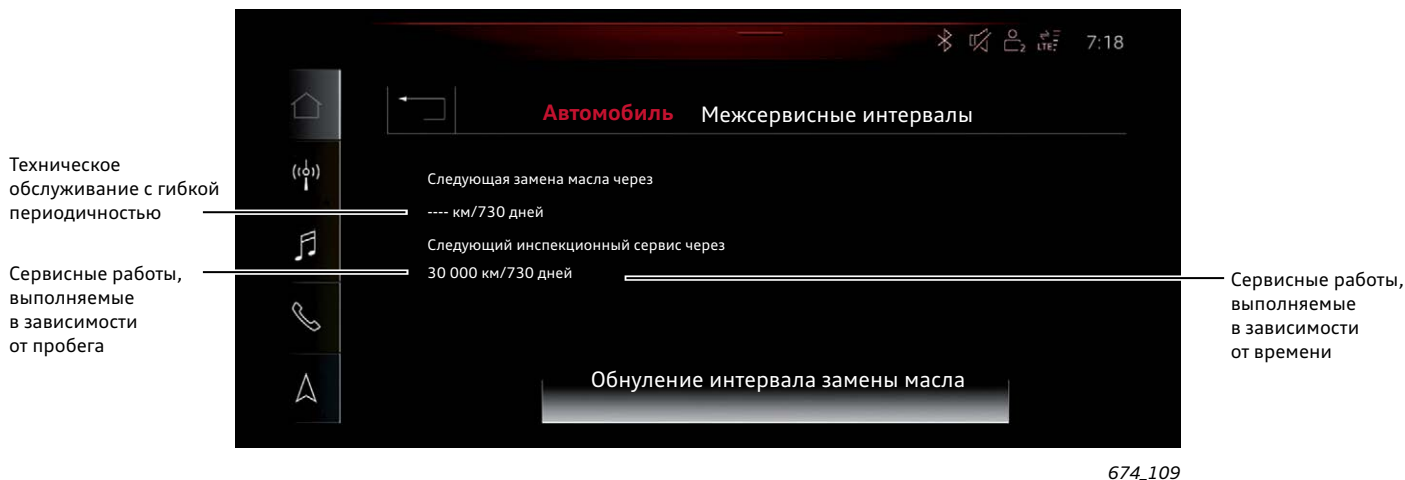 2 LTE 7:18
Автомобиль Межсервисные интервалы
Техническое
обслуживание с гибкой
периодичностью
Следующая замена масла через
---- км/730 дней
Следующий инспекционный сервис через
30 000 км/730 дней
Сервисные работы,
выполняемые
в зависимости
от пробега
Сервисные работы,
выполняемые
в зависимости
от времени
Обнуление интервала замены масла
674_109